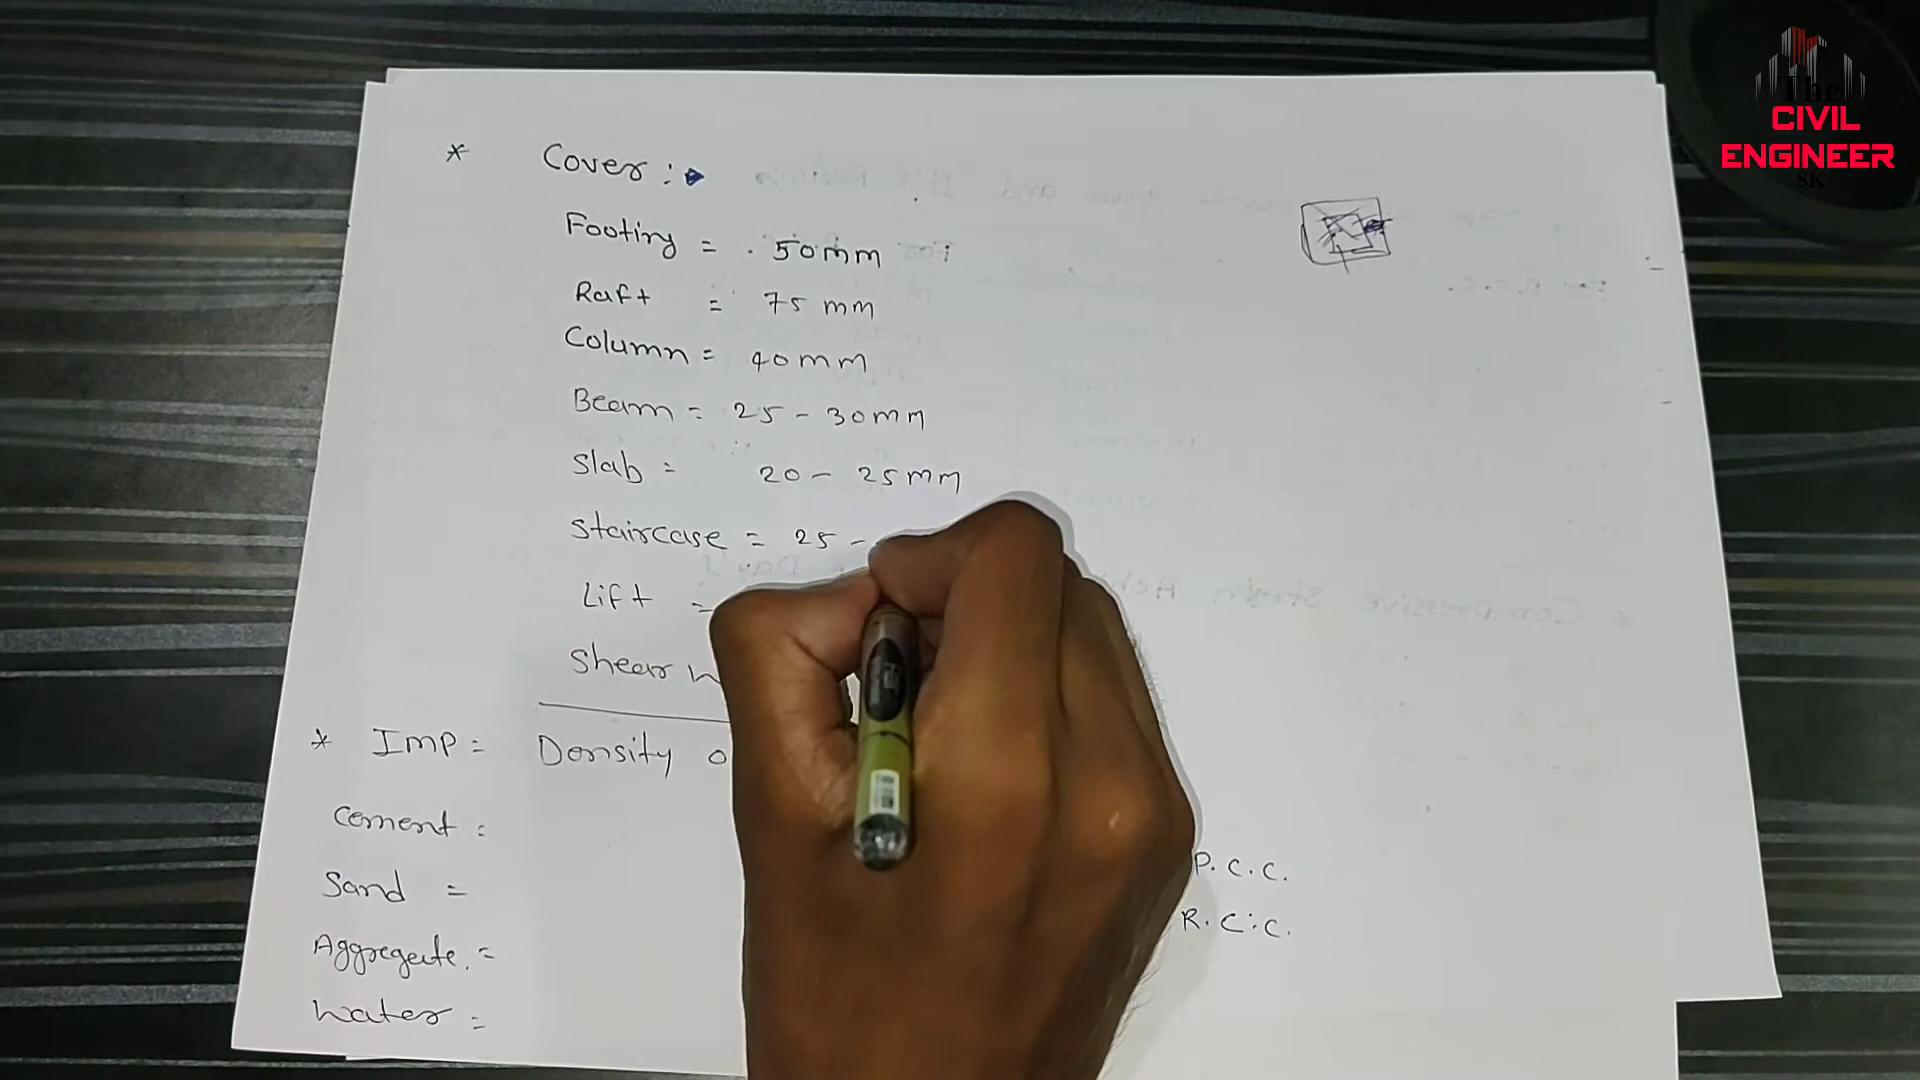 The
CIVIL
ENGINEER
SK
* Cover :-
Footing = 50mm
Raft = 75 mm
Column = 40mm
Beam = 25 - 30mm
Slab = 20 - 25mm
Staircase = 25 -
Lift =
Shear
* Imp = Density
Cement :
Sand =
Aggregate. =
Water =
P.C.C.
R.C.C.